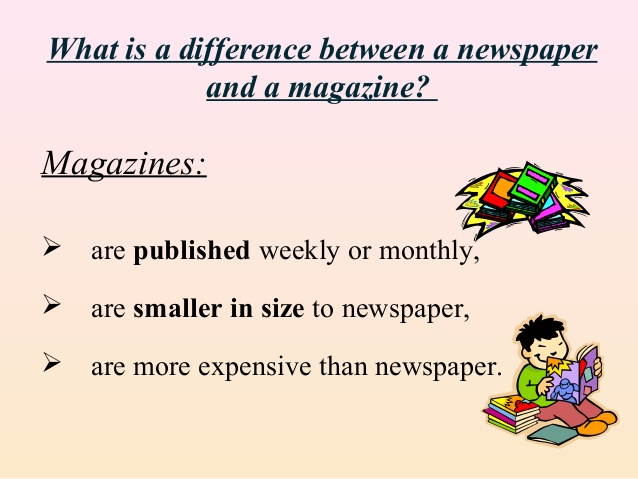 What is a difference between a newspaper
and a magazine?
Magazines:
➢ are published weekly or monthly,
➢ are smaller in size to newspaper,
➢ are more expensive than newspaper.